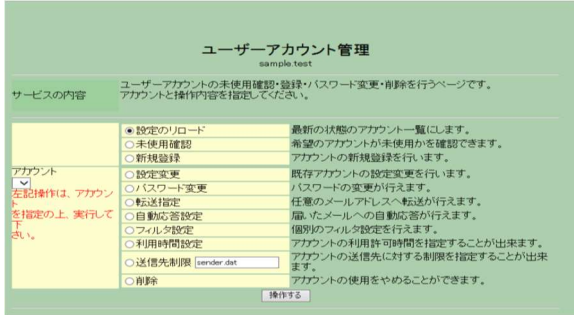 ユーザーアカウント管理
sample.test
サービスの内容
ユーザーアカウントの未使用確認・登録・パスワード変更・削除を行うページです。
アカウントと操作内容を指定してください。
設定のリロード 最新の状態のアカウント一覧にします。
未使用確認 希望のアカウントが未使用かを確認できます。
新規登録 アカウントの新規登録を行います。
アカウント
左記操作は、アカウン
ト
を指定の上、実行して
下
さい。
設定変更 既存アカウントの設定変更を行います。
パスワード変更 パスワードの変更が行えます。
転送指定 任意のメールアドレスへ転送が行えます。
自動応答設定 届いたメールへの自動応答が行えます。
フィルタ設定 個別のフィルタ設定を行えます。
利用時間設定 アカウントの利用許可時間を指定することが出来ます。
送信先制限 sender.dat アカウントの送信先に対する制限を指定することが出来
ます。
削除 アカウントの使用をやめることができます。
操作する